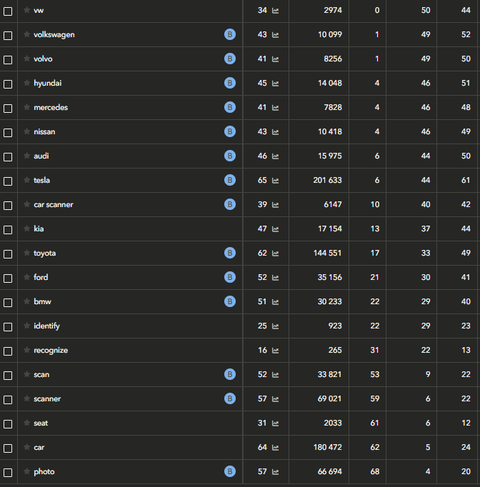 vw 34 2974 0 50 44
volkswagen B 43 10 099 1 49 52
volvo B 41 8256 1 49 50
hyundai B 45 14 048 4 46 51
mercedes B 41 7828 4 46 48
nissan B 43 10 418 4 46 49
audi B 46 15 975 6 44 50
tesla B 65 201 633 6 44 61
car scanner B 39 6147 10 40 42
kia 47 17 154 13 37 44
toyota B 62 144 551 17 33 49
ford B 52 35 156 21 30 41
bmw B 51 30 233 22 29 40
identify 25 923 22 29 23
recognize 16 265 31 22 13
scan B 52 33 821 53 9 22
scanner B 57 69 021 59 6 22
seat 31 2033 61 6 12
car 64 180 472 62 5 24
photo B 57 66 694 68 4 20